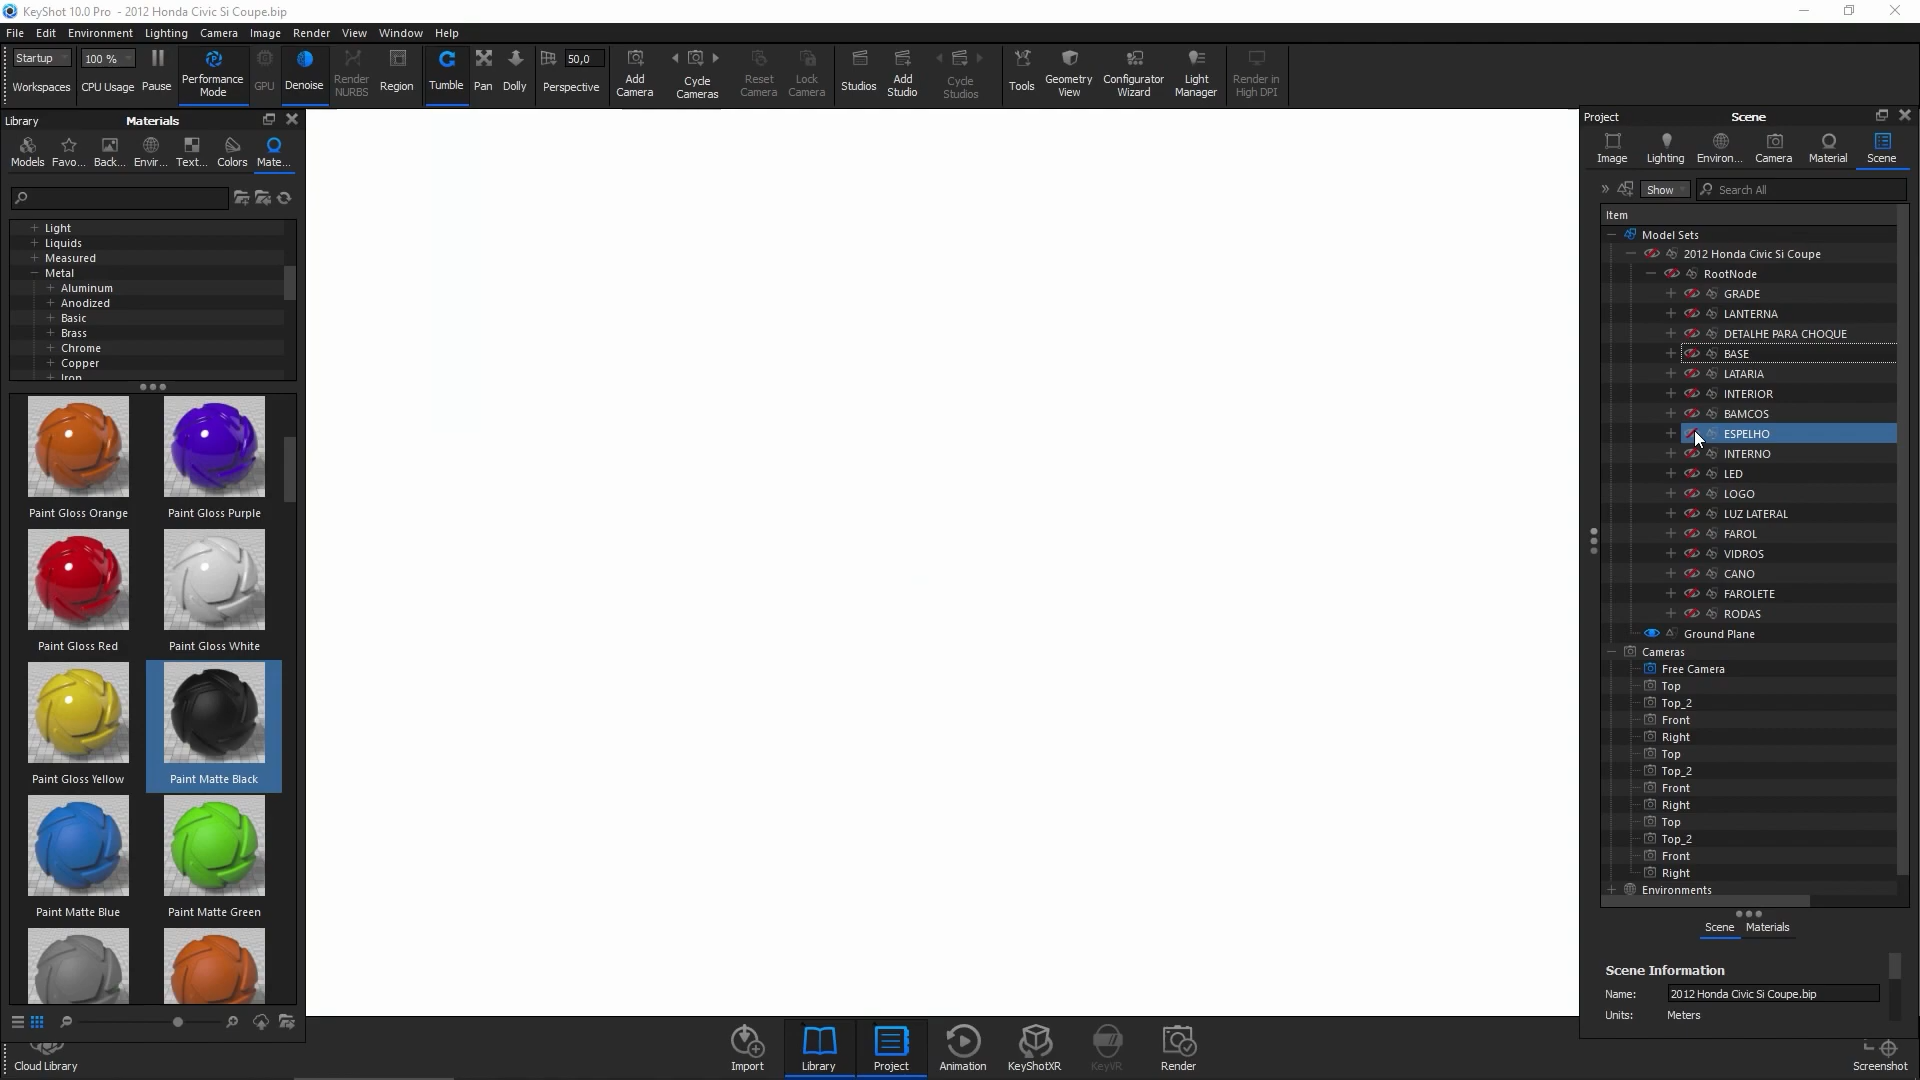 KeyShot 10.0 Pro  - 2012 Honda Civic Si Coupe.bip
File Edit Environment Lighting Camera Image Render View Window Help
Startup 100 % 50,0
Workspaces CPU Usage Pause Performance Mode GPU Denoise Render NURBS Region Tumble Pan Dolly Perspective Add Camera Cycle Cameras Reset Camera Lock Camera Studios Add Studio Cycle Studios Tools Geometry View Configurator Wizard Light Manager Render in High DPI
Library Materials
Models Favo... Back... Envir... Text... Colors Mate...
Light
Liquids
Measured
Metal
Aluminum
Anodized
Basic
Brass
Chrome
Copper
Iron
Paint Gloss Orange Paint Gloss Purple
Paint Gloss Red Paint Gloss White
Paint Gloss Yellow Paint Matte Black
Paint Matte Blue Paint Matte Green
Cloud Library
Import Library Project Animation KeyShotXR KeyVR Render Screenshot
Project Scene
Image Lighting Environ... Camera Material Scene
Show Search All
Item
Model Sets
2012 Honda Civic Si Coupe
RootNode
GRADE
LANTERNA
DETALHE PARA CHOQUE
BASE
LATARIA
INTERIOR
BAMCOS
ESPELHO
INTERNO
LED
LOGO
LUZ LATERAL
FAROL
VIDROS
CANO
FAROLETE
RODAS
Ground Plane
Cameras
Free Camera
Top
Top_2
Front
Right
Top
Top_2
Front
Right
Top
Top_2
Front
Right
Environments
Scene Materials
Scene Information
Name: 2012 Honda Civic Si Coupe.bip
Units: Meters